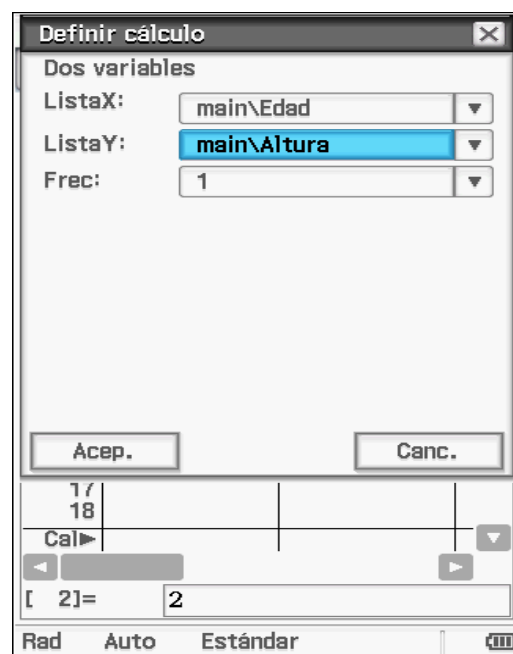 Definir cálculo
Dos variables
ListaX: main\Edad
ListaY: main\Altura
Frec: 1
Acep. Canc.
17
18
Cal►
[ 2]= 2
Rad Auto Estándar